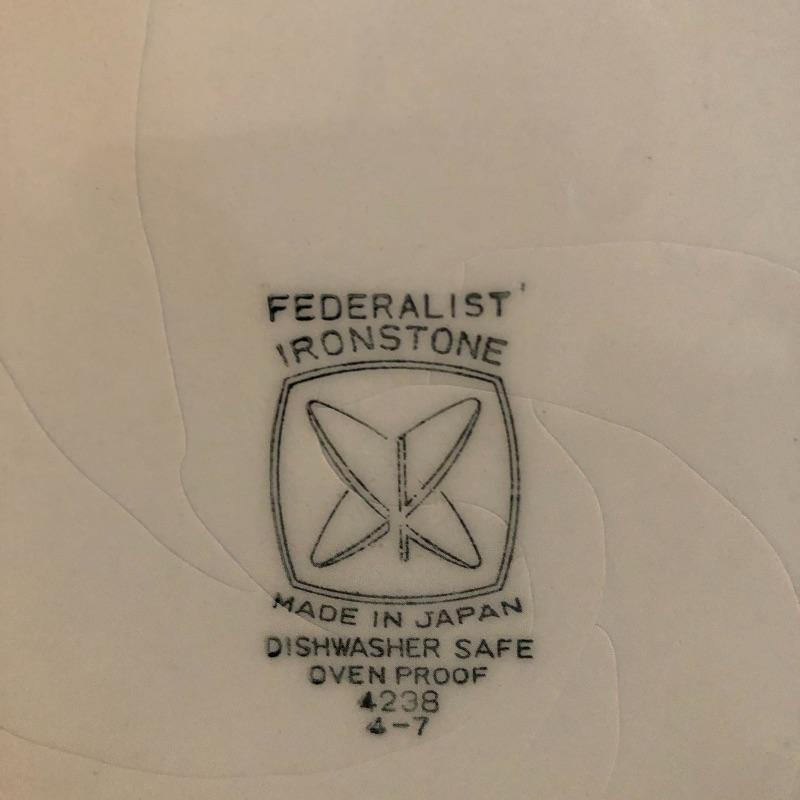 FEDERALIST
IRONSTONE
MADE IN JAPAN
DISHWASHER SAFE
OVEN PROOF
4238
4-7